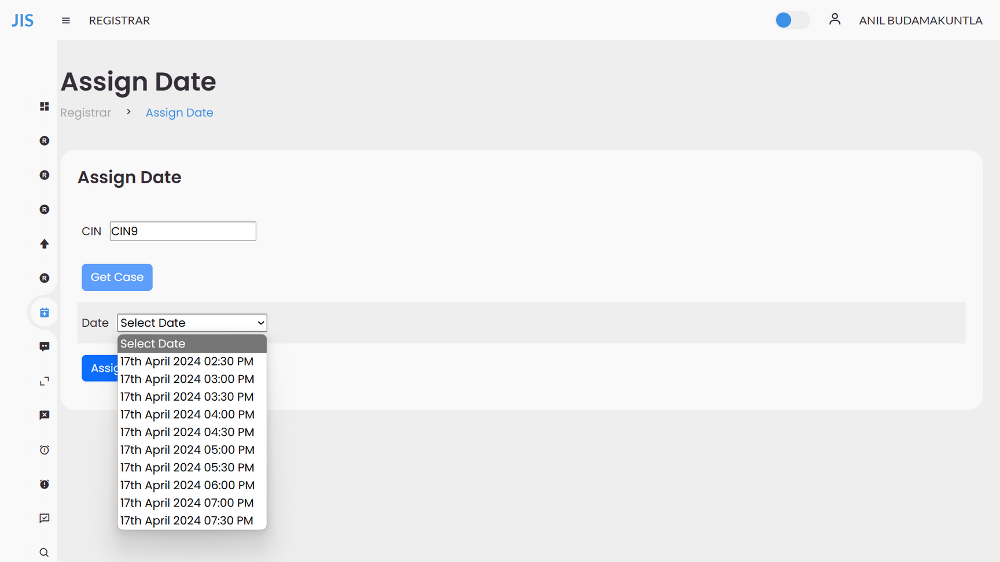 JIS REGISTRAR ANIL BUDAMAKUNTLA
Assign Date
Registrar > Assign Date
Assign Date
CIN CIN9
Get Case
Date Select Date
Select Date
17th April 2024 02:30 PM
Assig
17th April 2024 03:00 PM
17th April 2024 03:30 PM
17th April 2024 04:00 PM
17th April 2024 04:30 PM
17th April 2024 05:00 PM
17th April 2024 05:30 PM
17th April 2024 06:00 PM
17th April 2024 07:00 PM
17th April 2024 07:30 PM